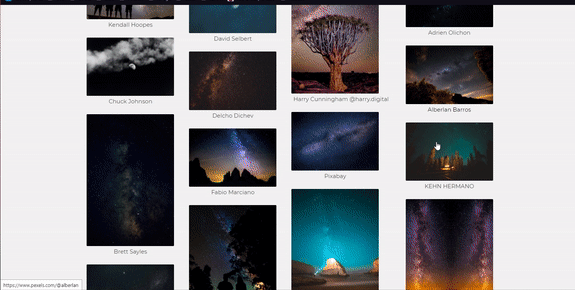 Kendall Hoopes
David Selbert
Adrien Olichon
Chuck Johnson
Harry Cunningham @harry.digital
Alberlan Barros
Delcho Dichev
Pixabay
KEHN HERMANO
Fabio Marciano
Brett Sayles
https://www.pexels.com/@alberlan